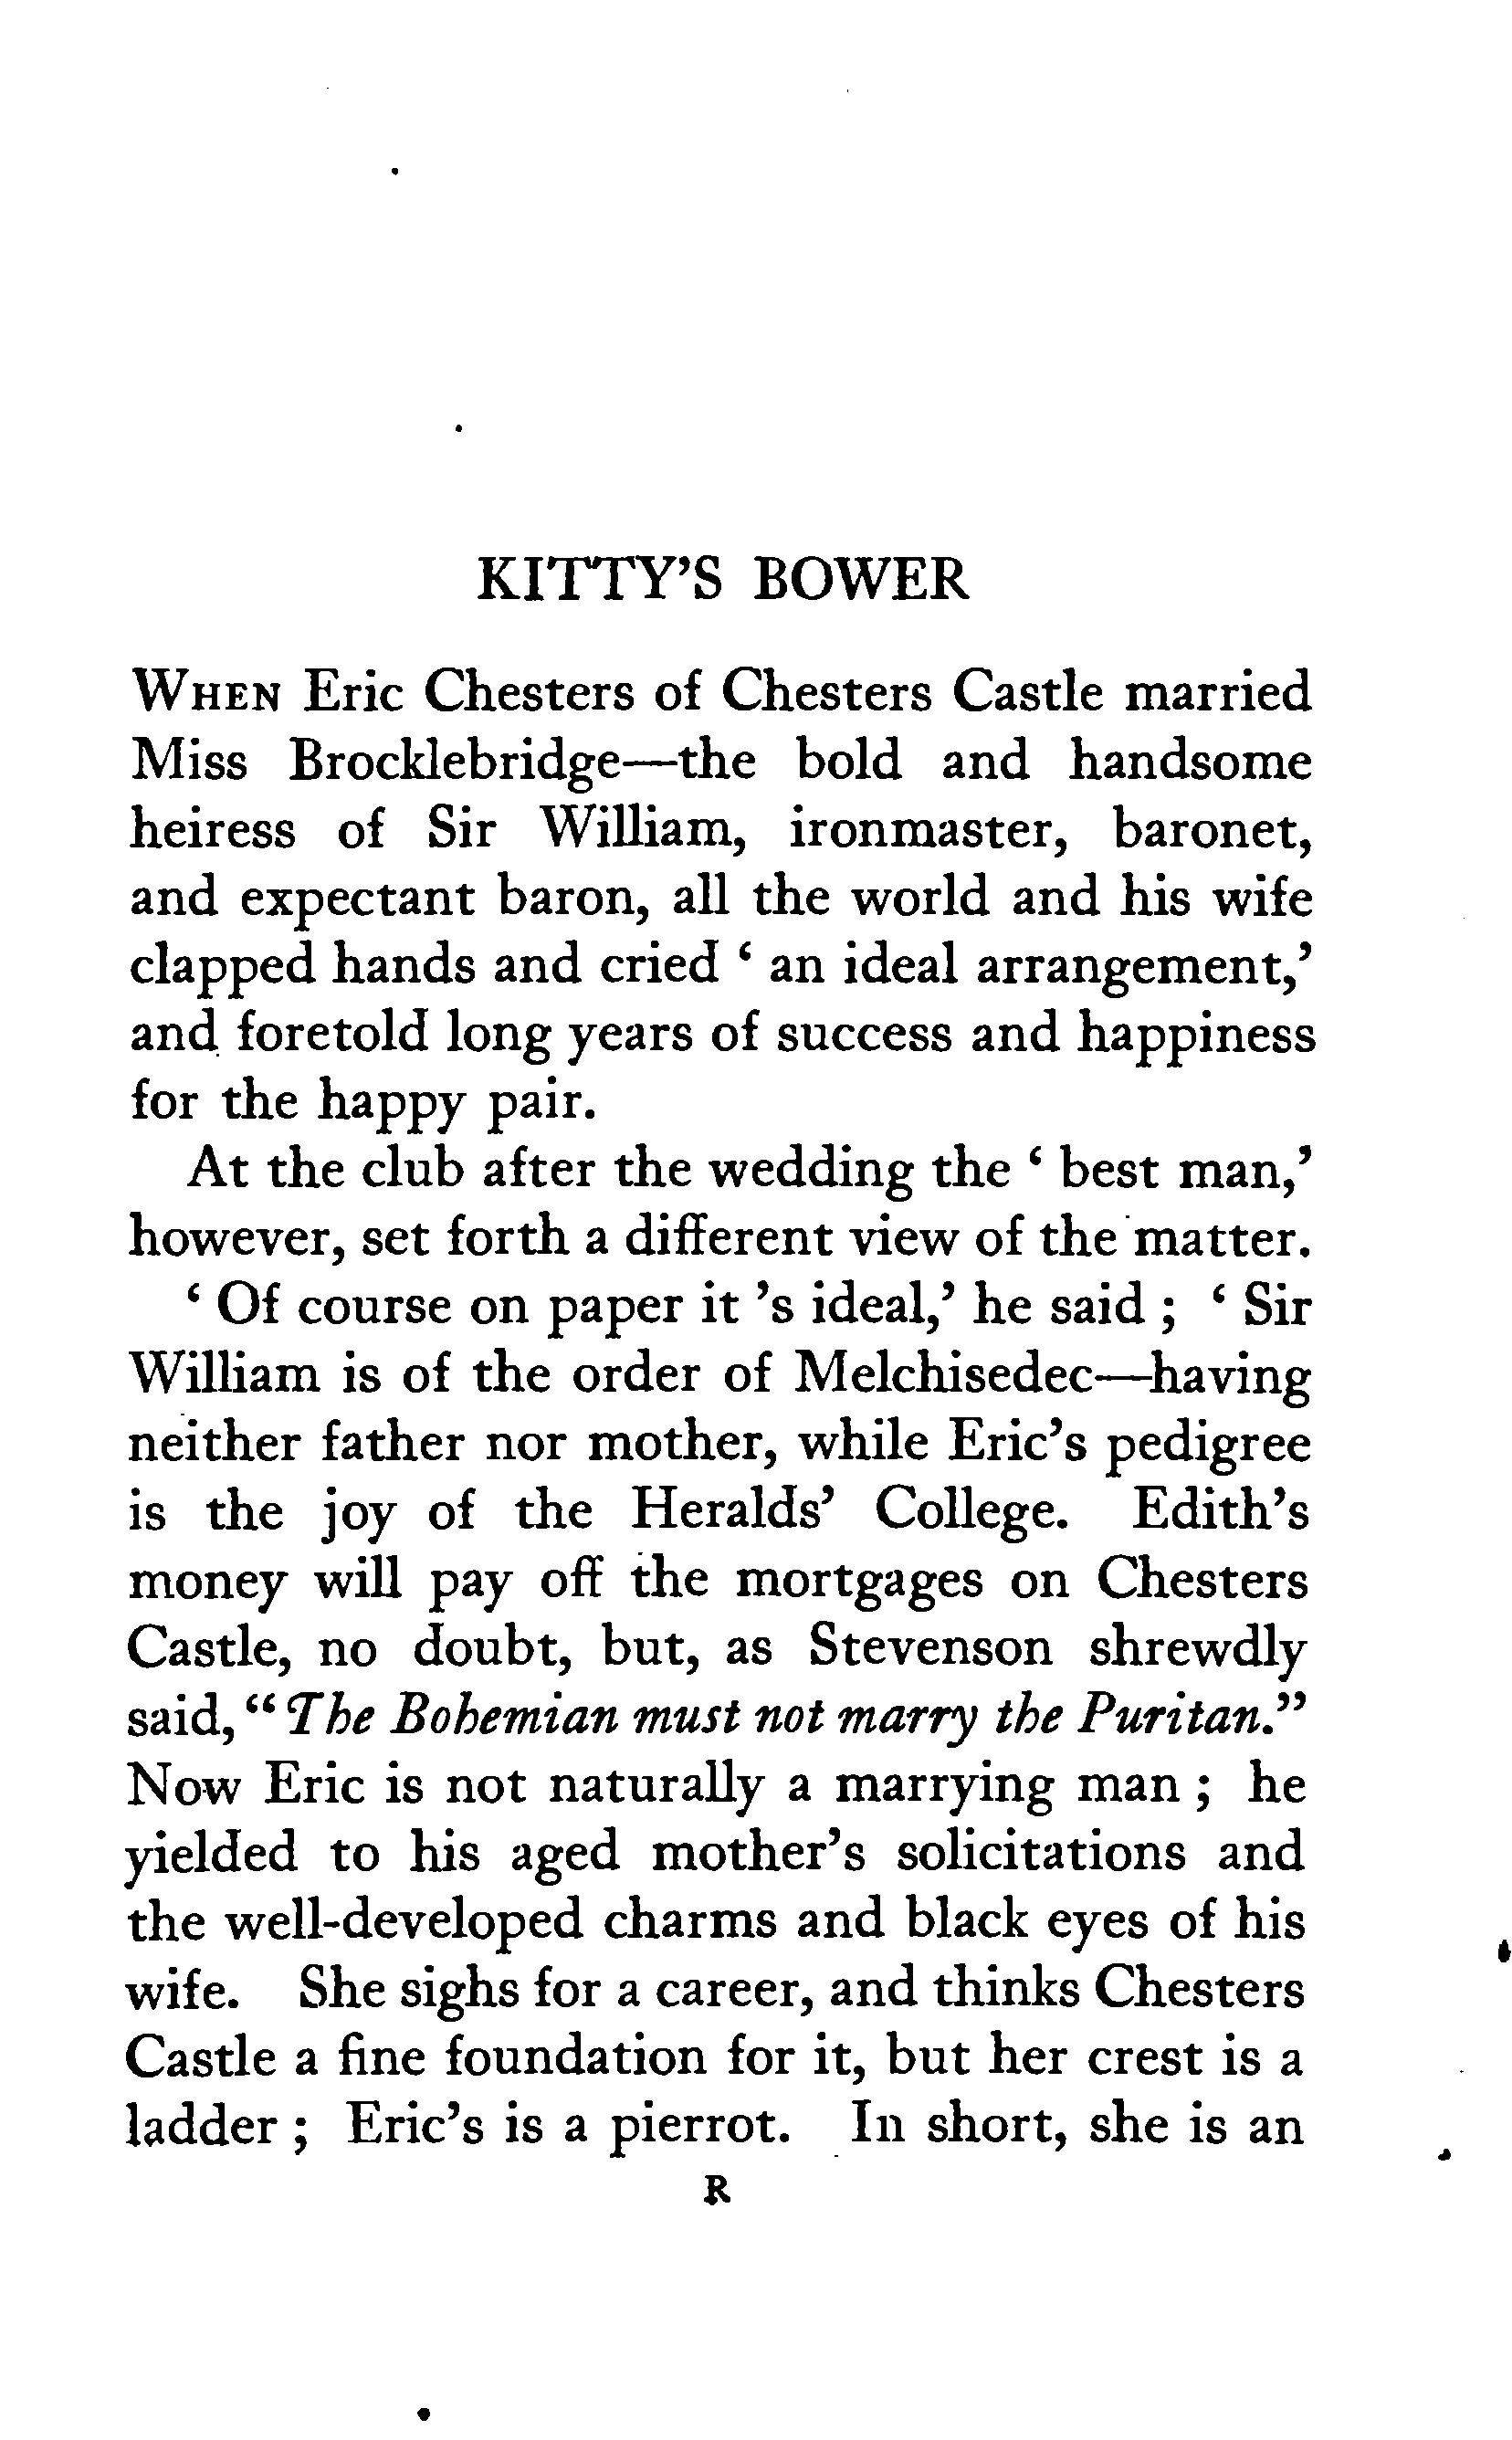 KITTY'S BOWER
WHEN Eric Chesters of Chesters Castle married
Miss Brocklebridge—the bold and handsome
heiress of Sir William, ironmaster, baronet,
and expectant baron, all the world and his wife
clapped hands and cried ‘ an ideal arrangement,’
and foretold long years of success and happiness
for the happy pair.
At the club after the wedding the ‘ best man,’
however, set forth a different view of the matter.
‘ Of course on paper it ’s ideal,’ he said ; ‘ Sir
William is of the order of Melchisedec—having
neither father nor mother, while Eric’s pedigree
is the joy of the Heralds’ College. Edith’s
money will pay off the mortgages on Chesters
Castle, no doubt, but, as Stevenson shrewdly
said, “ The Bohemian must not marry the Puritan.”
Now Eric is not naturally a marrying man ; he
yielded to his aged mother’s solicitations and
the well-developed charms and black eyes of his
wife. She sighs for a career, and thinks Chesters
Castle a fine foundation for it, but her crest is a
ladder ; Eric’s is a pierrot. In short, she is an
R